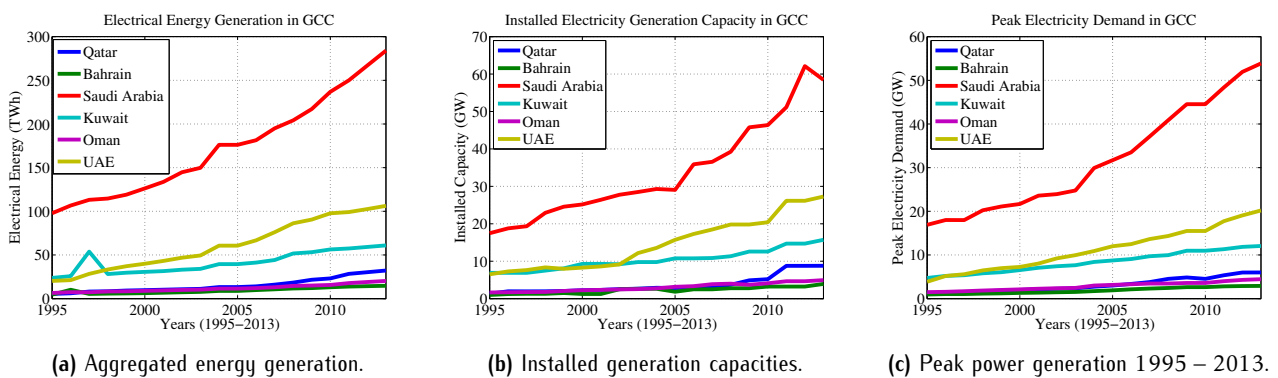 Electrical Energy Generation in GCC
300
250
200
150
100
50
0
Electrical Energy (TWh)
Qatar
Bahrain
Saudi Arabia
Kuwait
Oman
UAE
1995
2000
2005
2010
Years (1995–2013)
(a) Aggregated energy generation.
Installed Electricity Generation Capacity in GCC
70
60
50
40
30
20
10
0
Installed Capacity (GW)
Qatar
Bahrain
Saudi Arabia
Kuwait
Oman
UAE
1995
2000
2005
2010
Years (1995–2013)
(b) Installed generation capacities.
Peak Electricity Demand in GCC
60
50
40
30
20
10
0
Peak Electricity Demand (GW)
Qatar
Bahrain
Saudi Arabia
Kuwait
Oman
UAE
1995
2000
2005
2010
Years (1995–2013)
(c) Peak power generation 1995 – 2013.